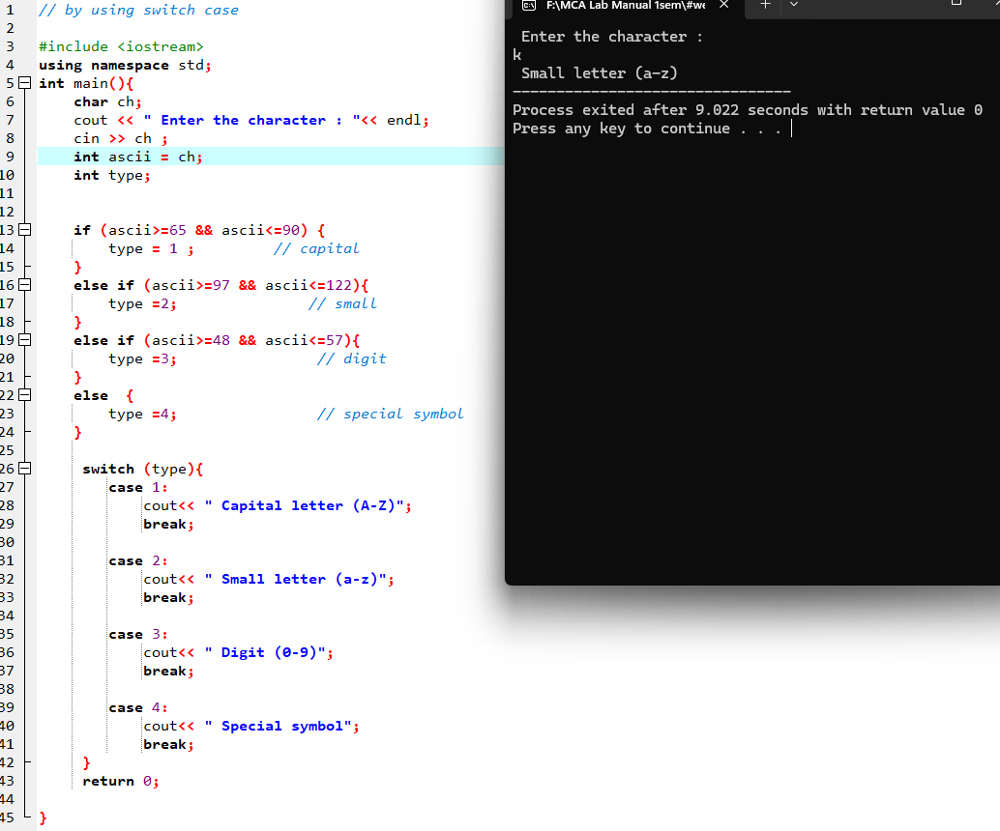 1 // by using switch case
2
3 #include <iostream>
4 using namespace std;
5 int main(){
6 char ch;
7 cout << " Enter the character : "<< endl;
8 cin >> ch ;
9 int ascii = ch;
10 int type;
11
12
13 if (ascii>=65 && ascii<=90) {
14 type = 1 ; // capital
15 }
16 else if (ascii>=97 && ascii<=122){
17 type =2; // small
18 }
19 else if (ascii>=48 && ascii<=57){
20 type =3; // digit
21 }
22 else {
23 type =4; // special symbol
24 }
25
26 switch (type){
27 case 1:
28 cout<< " Capital letter (A-Z)";
29 break;
30
31 case 2:
32 cout<< " Small letter (a-z)";
33 break;
34
35 case 3:
36 cout<< " Digit (0-9)";
37 break;
38
39 case 4:
40 cout<< " Special symbol";
41 break;
42 }
43 return 0;
44
45 }
F:\MCA Lab Manual 1sem\#we
Enter the character :
k
Small letter (a-z)
--------------------------------
Process exited after 9.022 seconds with return value 0
Press any key to continue . . .